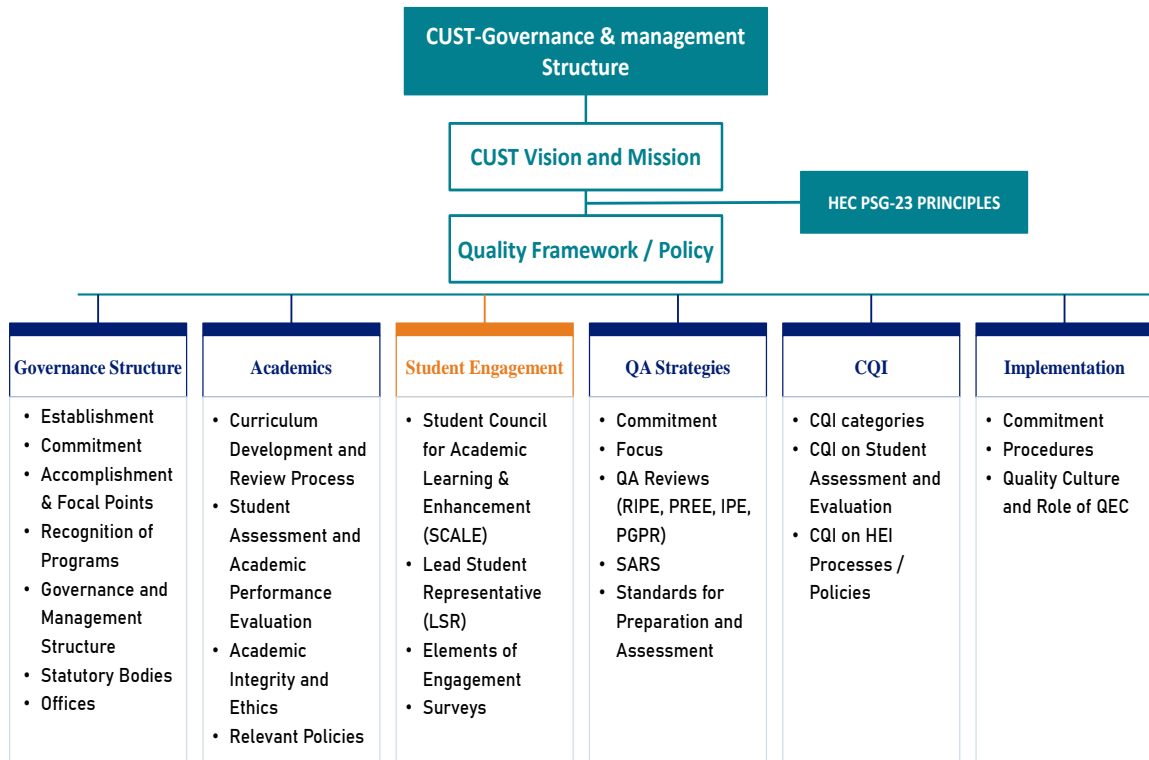 CUST-Governance & management
Structure
CUST Vision and Mission
HEC PSG-23 PRINCIPLES
Quality Framework / Policy
Governance Structure
• Establishment
• Commitment
• Accomplishment
& Focal Points
• Recognition of
Programs
• Governance and
Management
Structure
• Statutory Bodies
• Offices
Academics
• Curriculum
Development and
Review Process
• Student
Assessment and
Academic
Performance
Evaluation
• Academic
Integrity and
Ethics
• Relevant Policies
Student Engagement
• Student Council
for Academic
Learning &
Enhancement
(SCALE)
• Lead Student
Representative
(LSR)
• Elements of
Engagement
• Surveys
QA Strategies
• Commitment
• Focus
• QA Reviews
(RIPE, PREE, IPE,
PGPR)
• SARS
• Standards for
Preparation and
Assessment
CQI
• CQI categories
• CQI on Student
Assessment and
Evaluation
• CQI on HEI
Processes /
Policies
Implementation
• Commitment
• Procedures
• Quality Culture
and Role of QEC